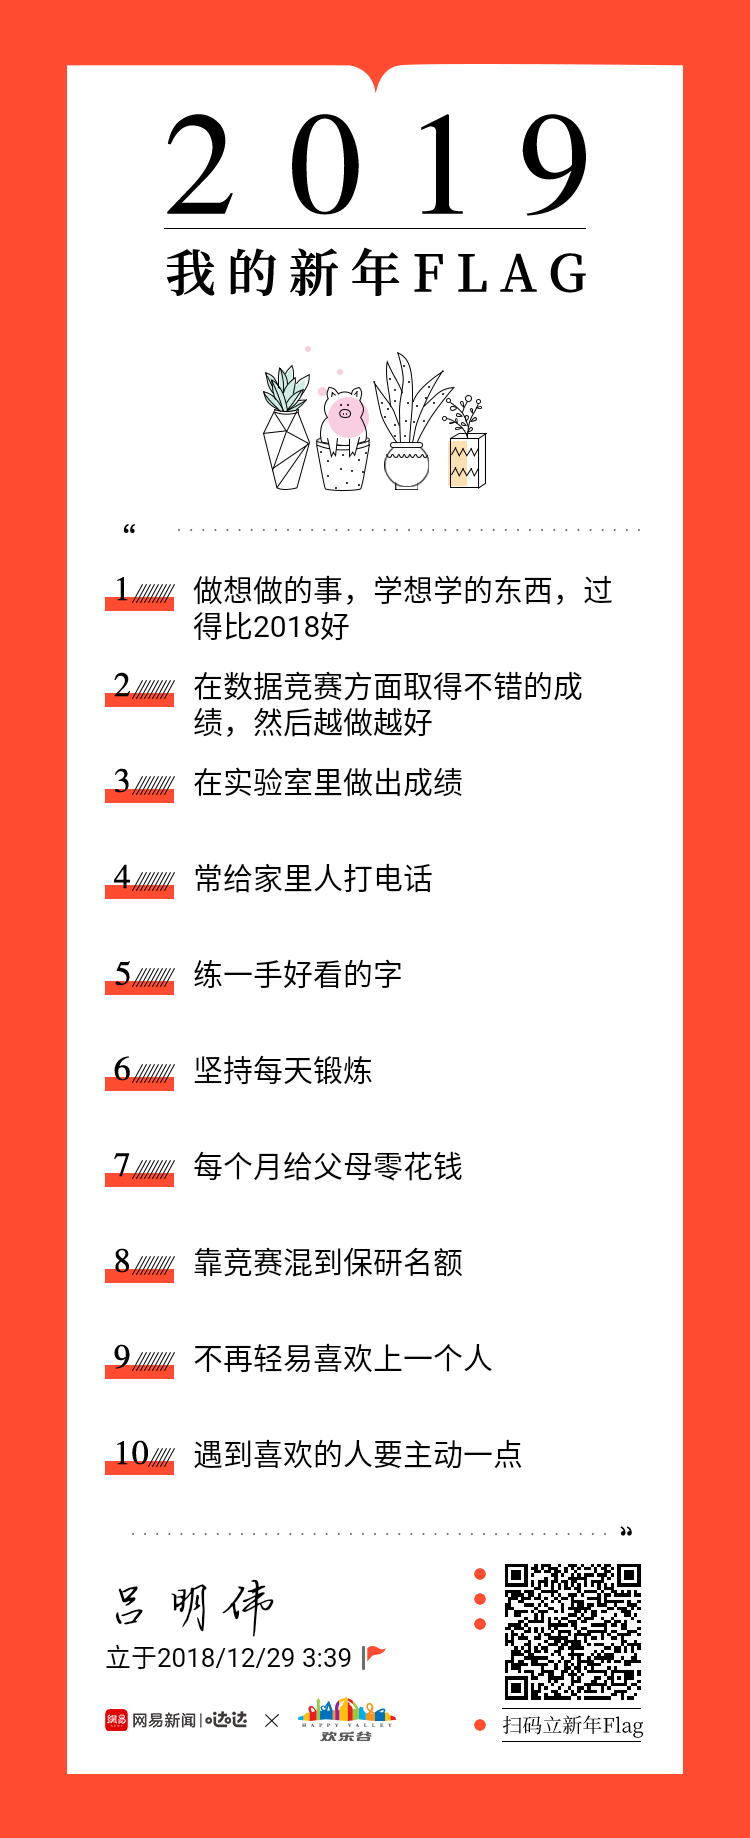 2019
我的新年FLAG
“
1 做想做的事，学想学的东西，过
得比2018好
2 在数据竞赛方面取得不错的成
绩，然后越做越好
3 在实验室里做出成绩
4 常给家里人打电话
5 练一手好看的字
6 坚持每天锻炼
7 每个月给父母零花钱
8 靠竞赛混到保研名额
9 不再轻易喜欢上一个人
10 遇到喜欢的人要主动一点
”
吕明伟
立于2018/12/29 3:39
網易 网易新闻 | 哒哒 × HAPPY VALLEY
欢乐谷
扫码立新年Flag